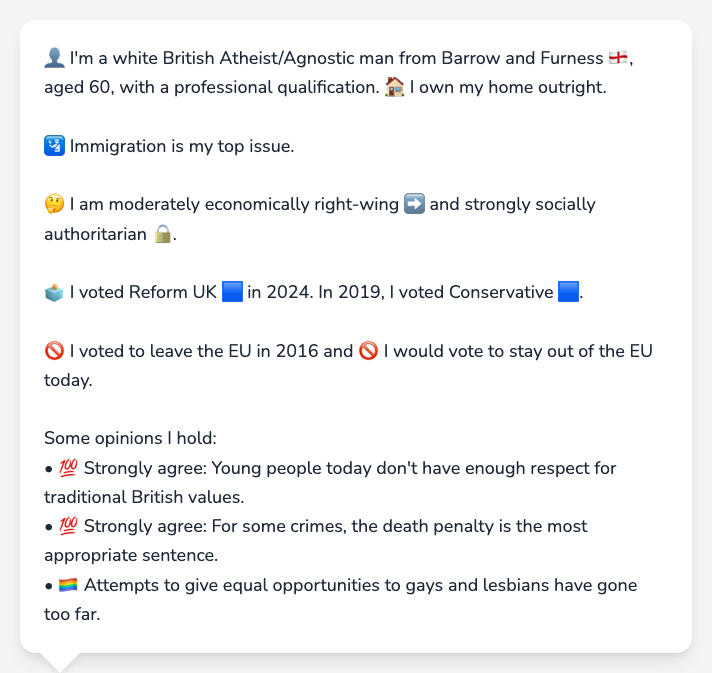 👤 I'm a white British Atheist/Agnostic man from Barrow and Furness 🏴󠁧󠁢󠁥󠁮󠁧󠁿,
aged 60, with a professional qualification. 🏠 I own my home outright.
🛂 Immigration is my top issue.
🤔 I am moderately economically right-wing ➡️ and strongly socially
authoritarian 🔒.
🗳️ I voted Reform UK 🟦 in 2024. In 2019, I voted Conservative 🟦.
🚫 I voted to leave the EU in 2016 and 🚫 I would vote to stay out of the EU
today.
Some opinions I hold:
• 💯 Strongly agree: Young people today don't have enough respect for
traditional British values.
• 💯 Strongly agree: For some crimes, the death penalty is the most
appropriate sentence.
• 🏳️‍🌈 Attempts to give equal opportunities to gays and lesbians have gone
too far.